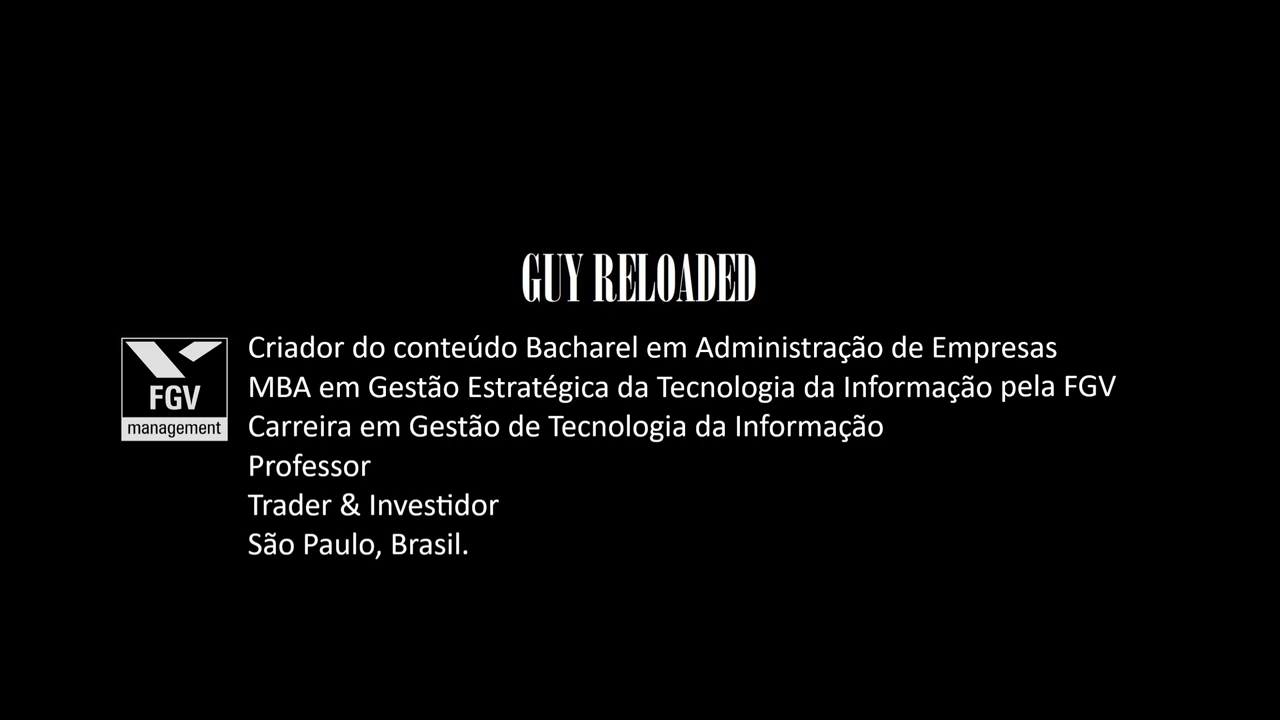 GUY RELOADED
Criador do conteúdo Bacharel em Administração de Empresas
MBA em Gestão Estratégica da Tecnologia da Informação pela FGV
FGV
management
Carreira em Gestão de Tecnologia da Informação
Professor
Trader & Investidor
São Paulo, Brasil.